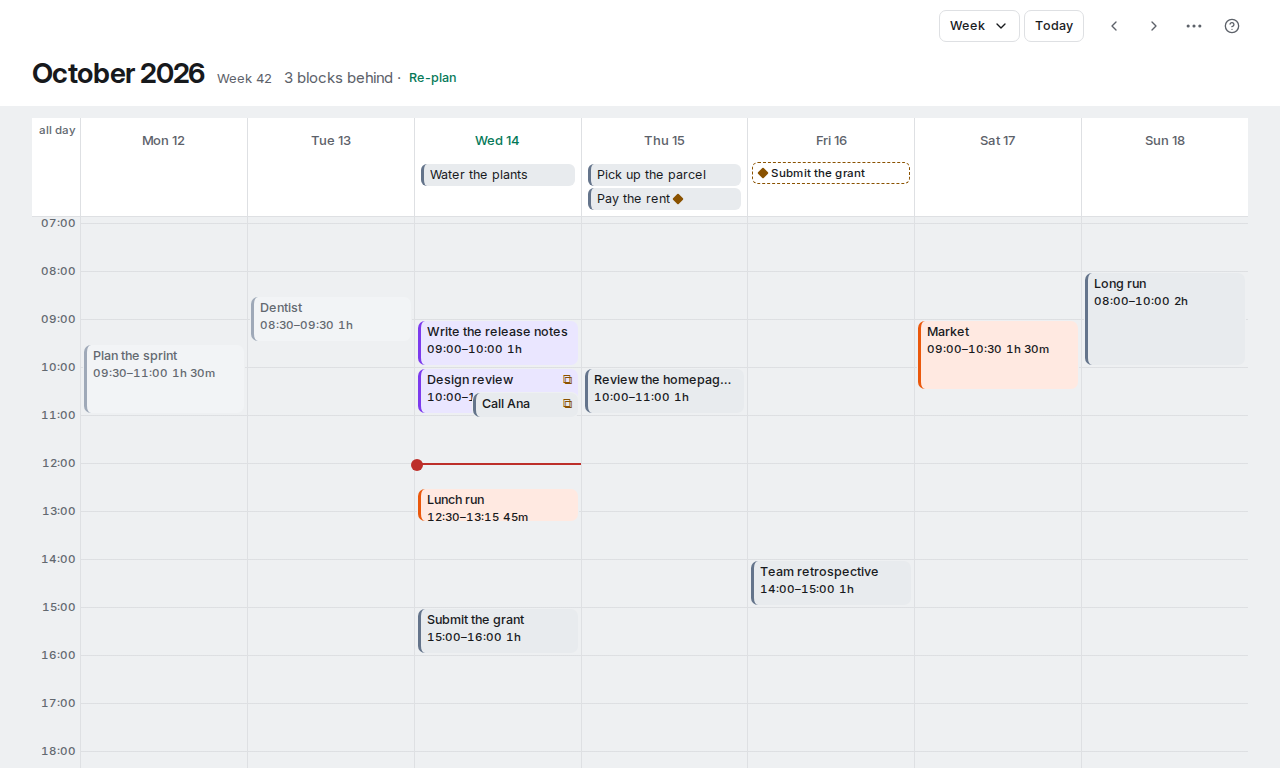 Week
Today
October 2026
Week 42
3 blocks behind ·
Re-plan
all day
Mon 12
Tue 13
Wed 14
Thu 15
Fri 16
Sat 17
Sun 18
Water the plants
Pick up the parcel
Pay the rent
Submit the grant
07:00
08:00
09:00
10:00
11:00
12:00
13:00
14:00
15:00
16:00
17:00
18:00
Plan the sprint
09:30–11:00 1h 30m
Dentist
08:30–09:30 1h
Write the release notes
09:00–10:00 1h
Design review
10:00–1
Call Ana
Lunch run
12:30–13:15 45m
Submit the grant
15:00–16:00 1h
Review the homepag...
10:00–11:00 1h
Team retrospective
14:00–15:00 1h
Market
09:00–10:30 1h 30m
Long run
08:00–10:00 2h